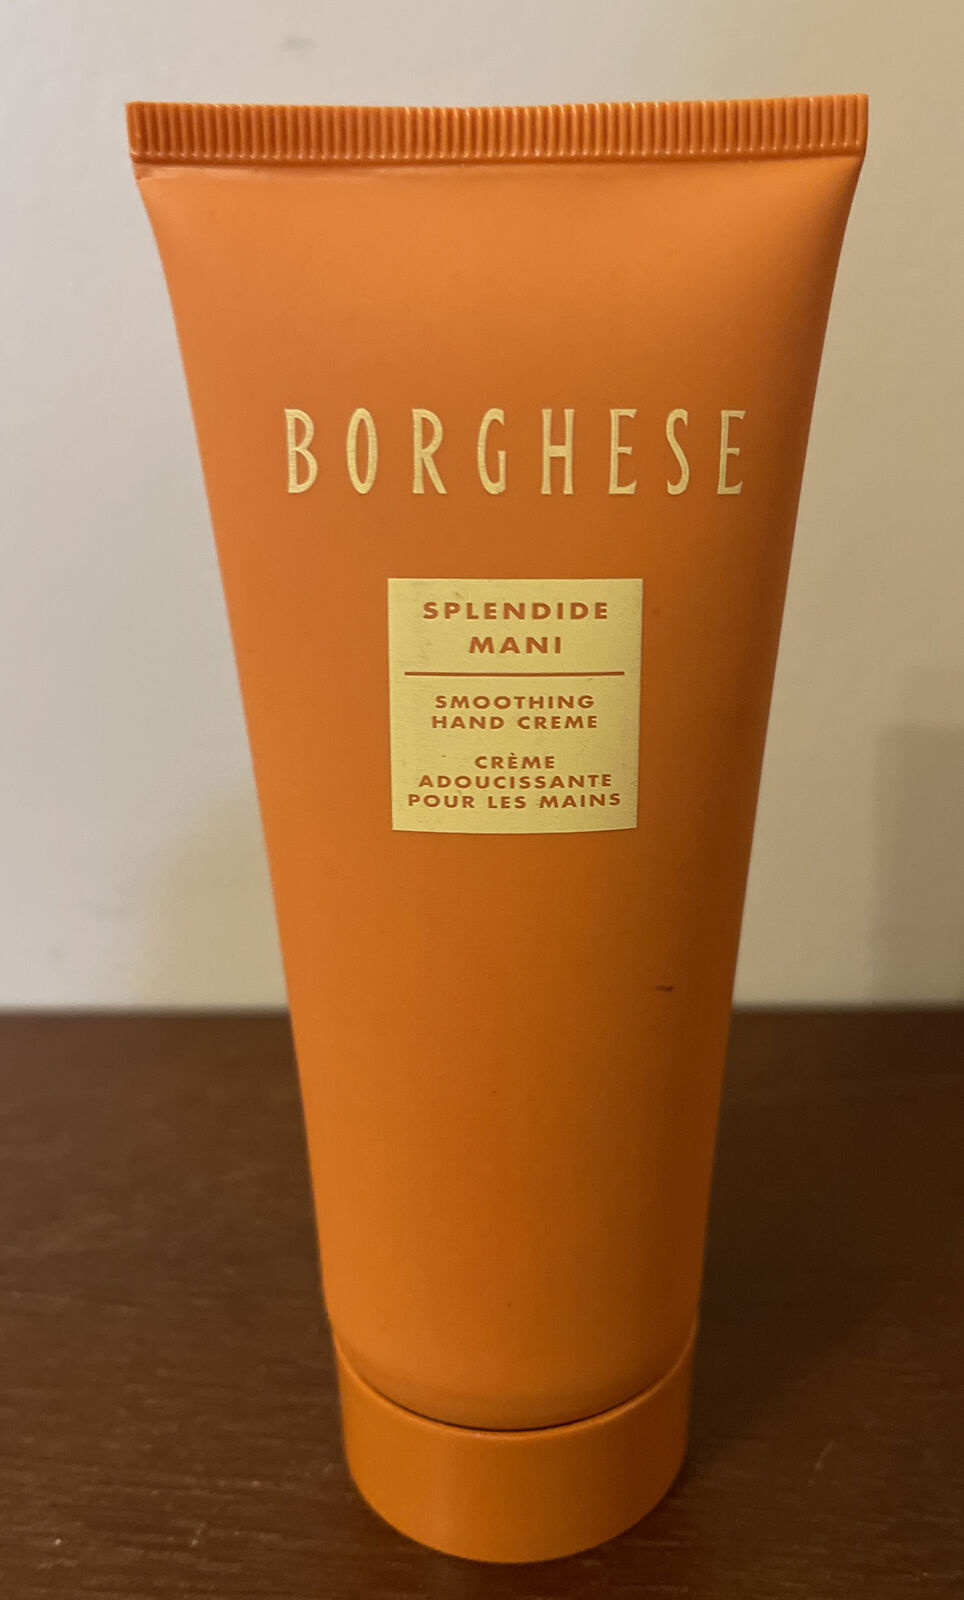 BORGHESE
SPLENDIDE
MANI
SMOOTHING
HAND CREME
CRÈME
ADOUCISSANTE
POUR LES MAINS